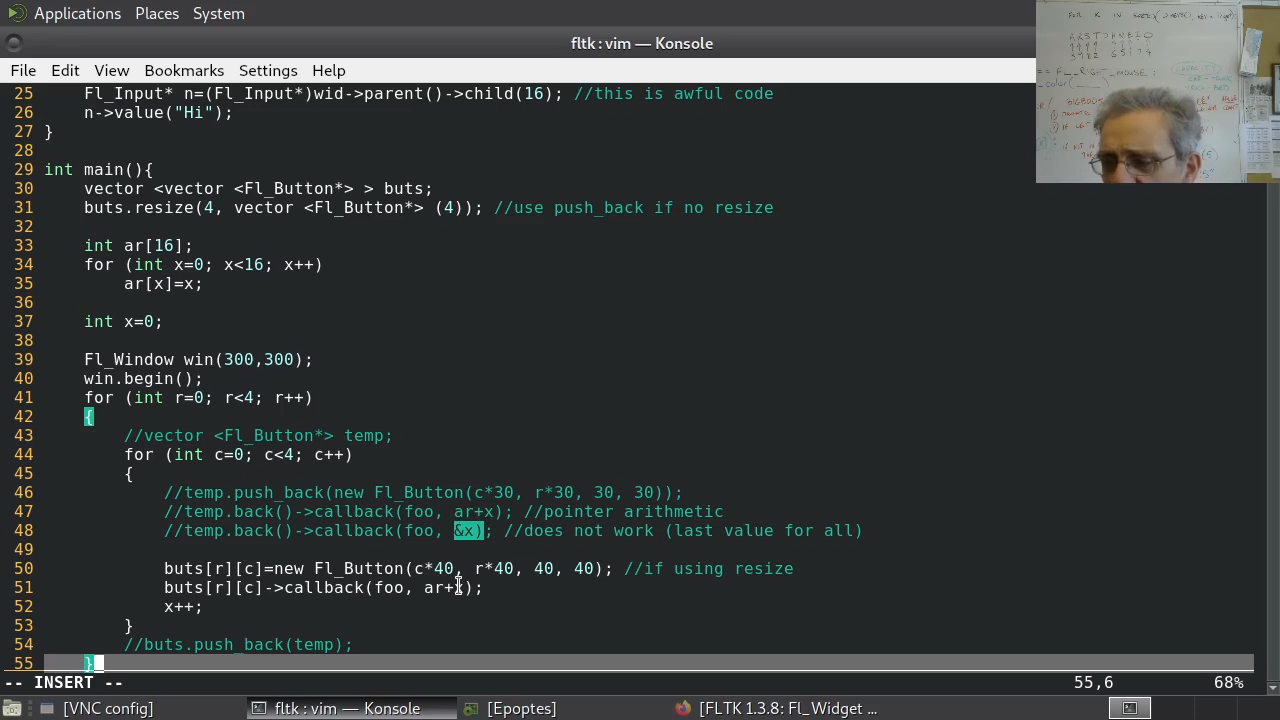 Applications Places System
fltk : vim — Konsole
File Edit View Bookmarks Settings Help
25 Fl_Input* n=(Fl_Input*)wid->parent()->child(16); //this is awful code
26 n->value("Hi");
27 }
28
29 int main(){
30 vector <vector <Fl_Button*> > buts;
31 buts.resize(4, vector <Fl_Button*> (4)); //use push_back if no resize
32
33 int ar[16];
34 for (int x=0; x<16; x++)
35 ar[x]=x;
36
37 int x=0;
38
39 Fl_Window win(300,300);
40 win.begin();
41 for (int r=0; r<4; r++)
42 {
43 //vector <Fl_Button*> temp;
44 for (int c=0; c<4; c++)
45 {
46 //temp.push_back(new Fl_Button(c*30, r*30, 30, 30));
47 //temp.back()->callback(foo, ar+x); //pointer arithmetic
48 //temp.back()->callback(foo, &x); //does not work (last value for all)
49
50 buts[r][c]=new Fl_Button(c*40, r*40, 40, 40); //if using resize
51 buts[r][c]->callback(foo, ar+x);
52 x++;
53 }
54 //buts.push_back(temp);
55 }
-- INSERT -- 55,6 68%
[VNC config] fltk : vim — Konsole [Epoptes] [FLTK 1.3.8: Fl_Widget ...
FOR K IN